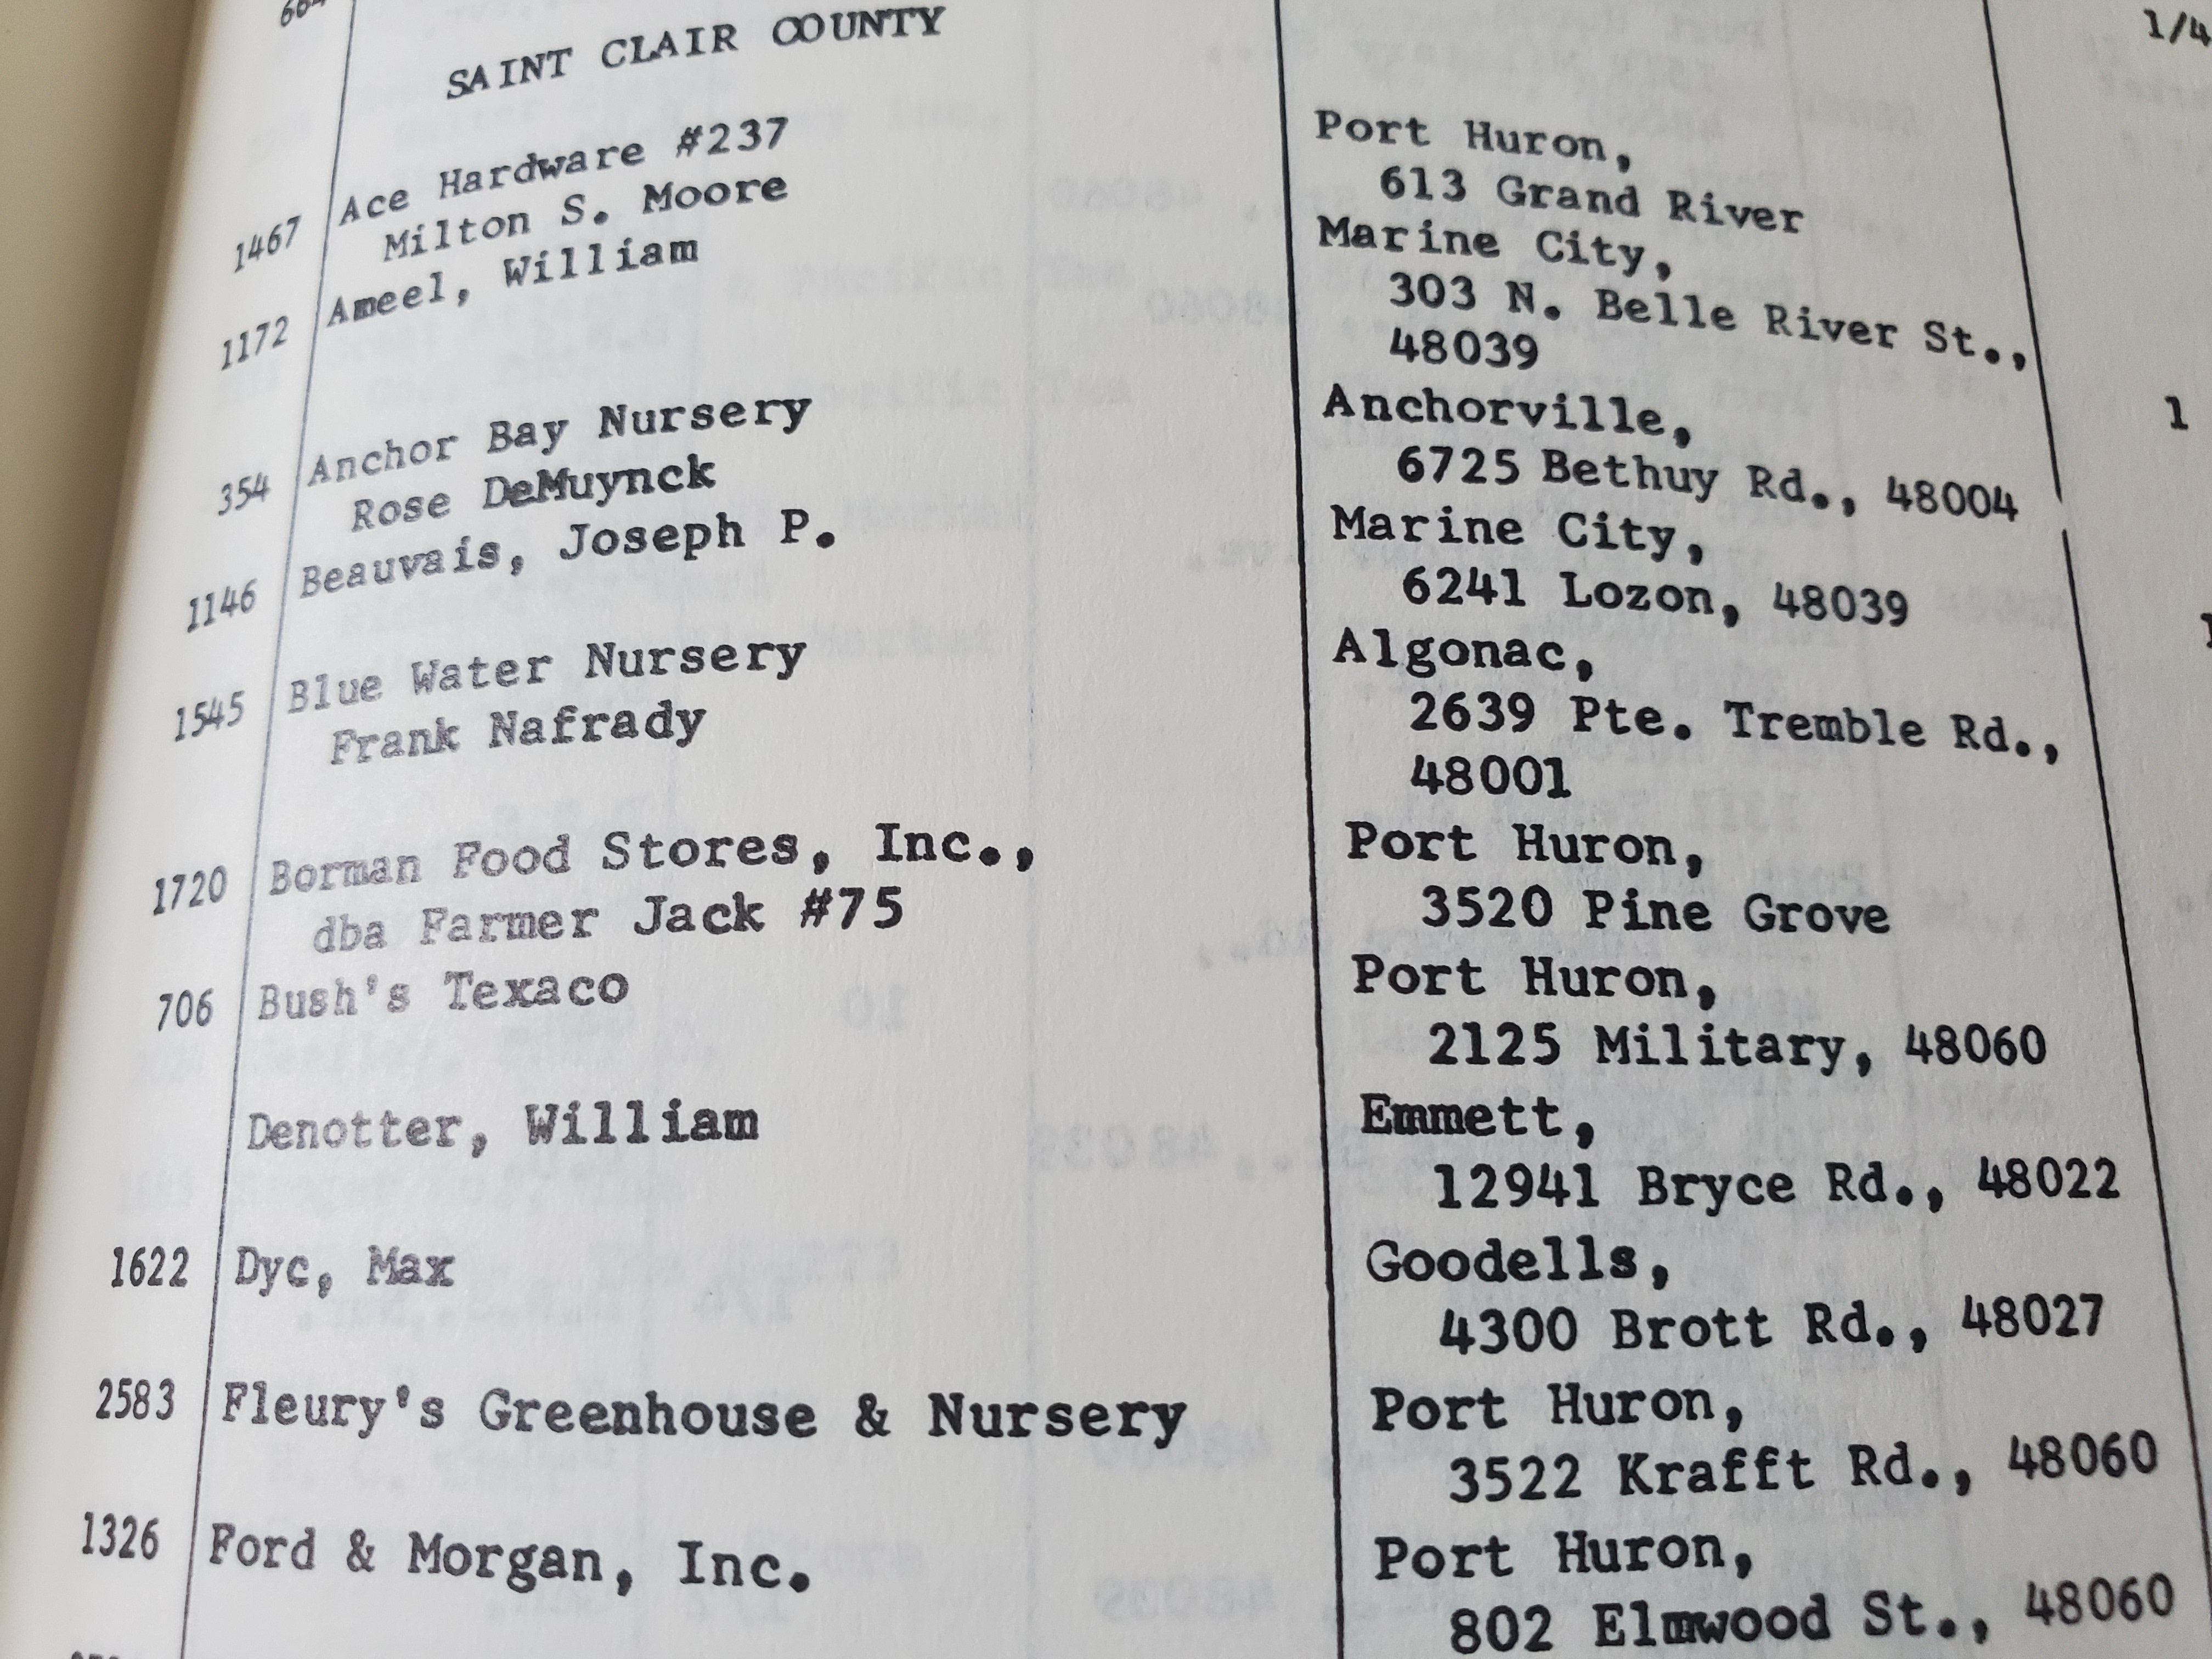 SAINT CLAIR COUNTY
1/4
1467 Ace Hardware #237 Port Huron,
Milton S. Moore 613 Grand River
1172 Ameel, William Marine City,
303 N. Belle River St.,
48039
354 Anchor Bay Nursery Anchorville, 1
Rose DeMuynck 6725 Bethuy Rd., 48004
1146 Beauvais, Joseph P. Marine City,
6241 Lozon, 48039
1545 Blue Water Nursery Algonac,
Frank Nafrady 2639 Pte. Tremble Rd.,
48001
1720 Borman Food Stores, Inc., Port Huron,
dba Farmer Jack #75 3520 Pine Grove
706 Bush's Texaco Port Huron,
2125 Military, 48060
Denotter, William Emmett,
12941 Bryce Rd., 48022
1622 Dyc, Max Goodells,
4300 Brott Rd., 48027
2583 Fleury's Greenhouse & Nursery Port Huron,
3522 Krafft Rd., 48060
1326 Ford & Morgan, Inc. Port Huron,
802 Elmwood St., 48060